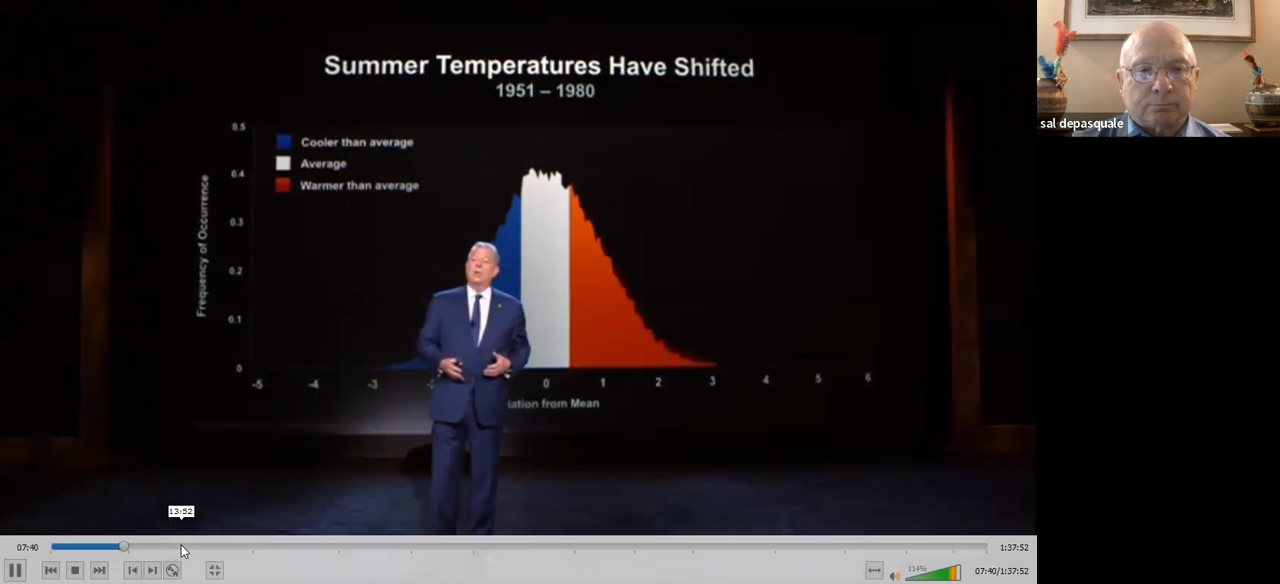 Summer Temperatures Have Shifted
1951 – 1980
0.5
Cooler than average
Average
Warmer than average
0.4
0.3
0.2
0.1
0
Frequency of Occurrence
-5
-4
-3
0
1
2
3
4
5
6
from Mean
sal depasquale
13:52
07:40
1:37:52
114%
07:40/1:37:52